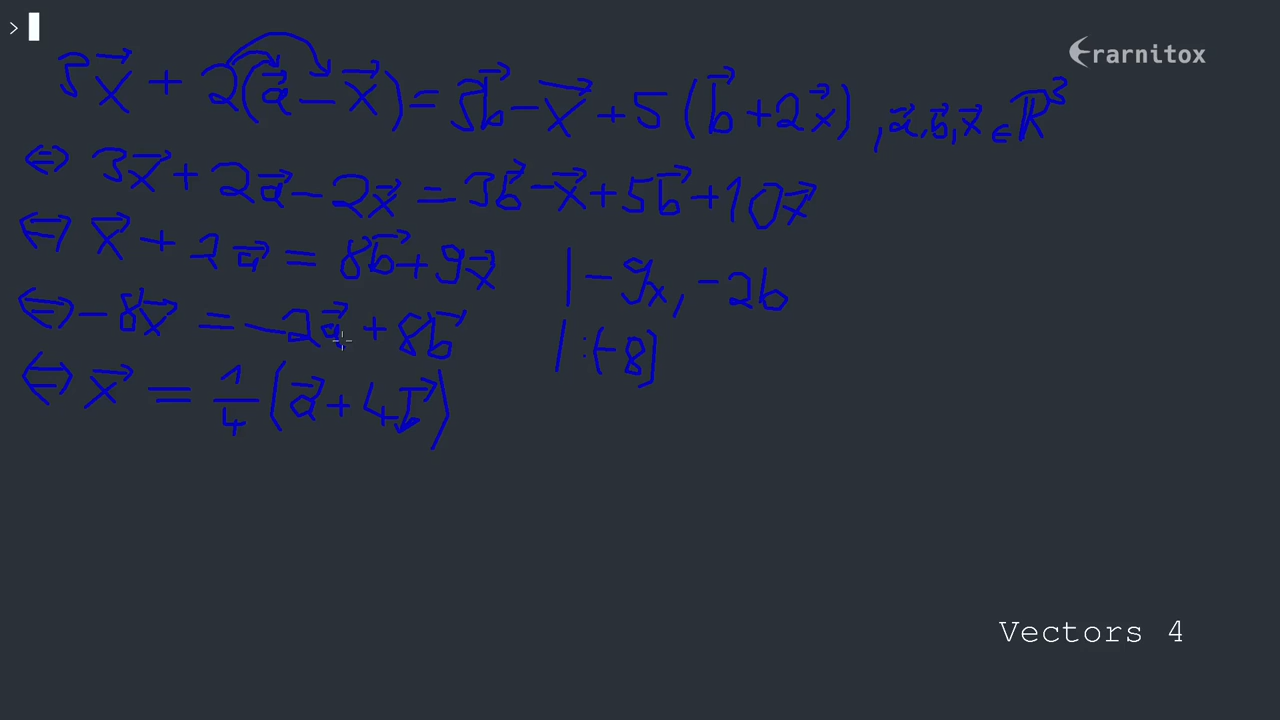 >
rarnitox
3x⃗ + 2(a⃗ − x⃗) = 3b⃗ − x⃗ + 5(b⃗ + 2x⃗) , a⃗, b⃗, x⃗ ∈ ℝ³
⇔ 3x⃗ + 2a⃗ − 2x⃗ = 3b⃗ − x⃗ + 5b⃗ + 10x⃗
⇔ x⃗ + 2a⃗ = 8b⃗ + 9x⃗ | − 9x, −2b
⇔ −8x⃗ = −2a⃗ + 8b⃗ | :(−8)
⇔ x⃗ = 1/4 (a⃗ + 4b⃗)
Vectors 4